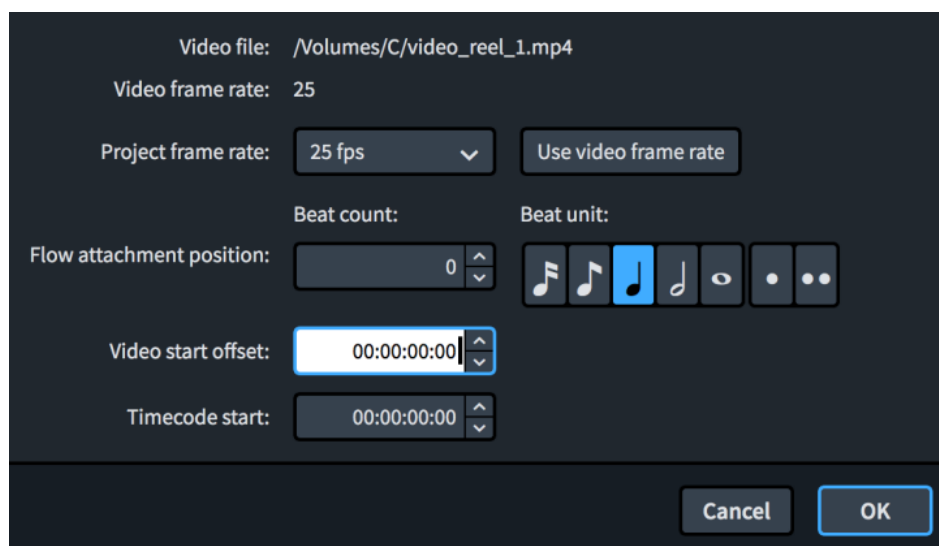 Video file: /Volumes/C/video_reel_1.mp4
Video frame rate: 25
Project frame rate: 25 fps Use video frame rate
Beat count: Beat unit:
Flow attachment position: 0
Video start offset: 00:00:00:00
Timecode start: 00:00:00:00
Cancel OK